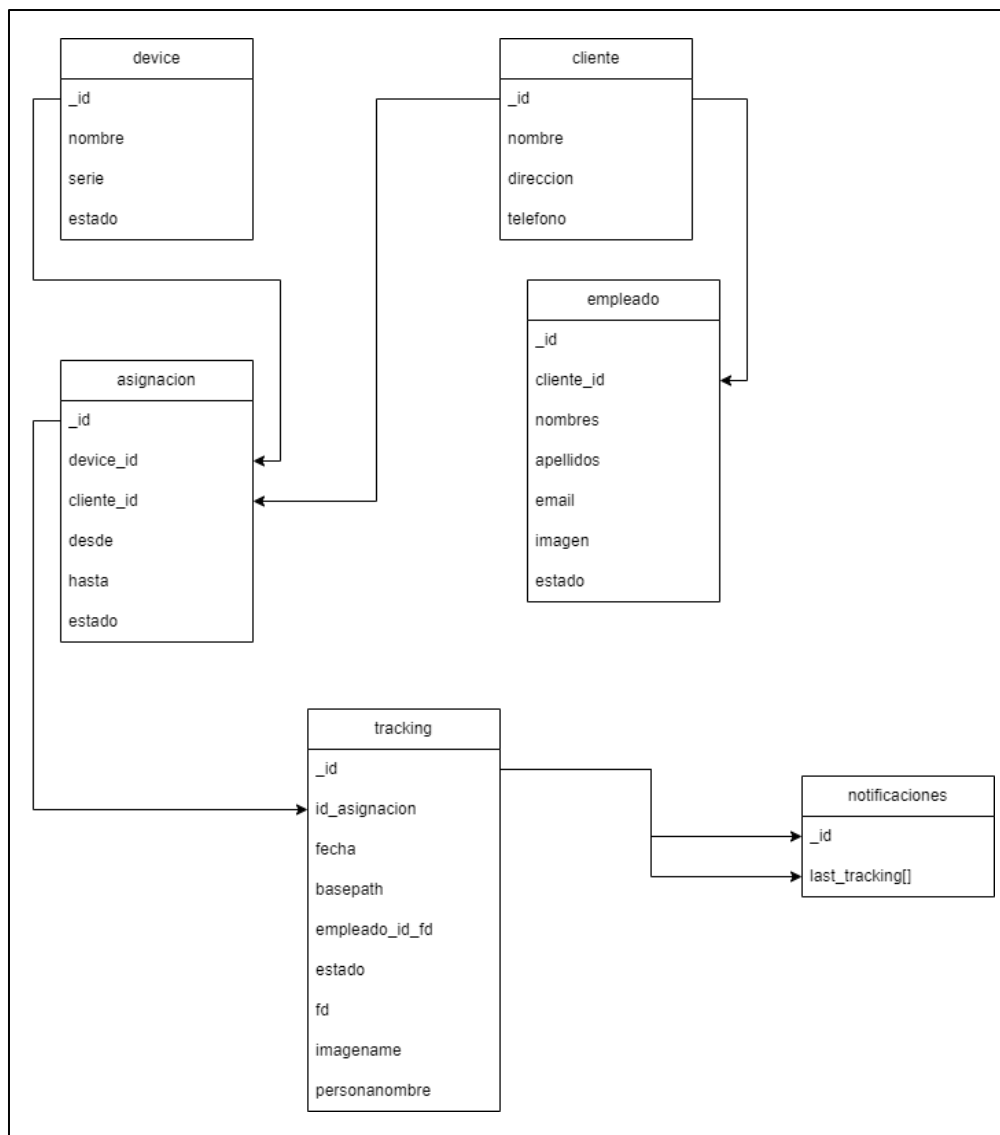 device
_id
nombre
serie
estado
cliente
_id
nombre
direccion
telefono
empleado
_id
cliente_id
nombres
apellidos
email
imagen
estado
asignacion
_id
device_id
cliente_id
desde
hasta
estado
tracking
_id
id_asignacion
fecha
basepath
empleado_id_fd
estado
fd
imagename
personanombre
notificaciones
_id
last_tracking[]